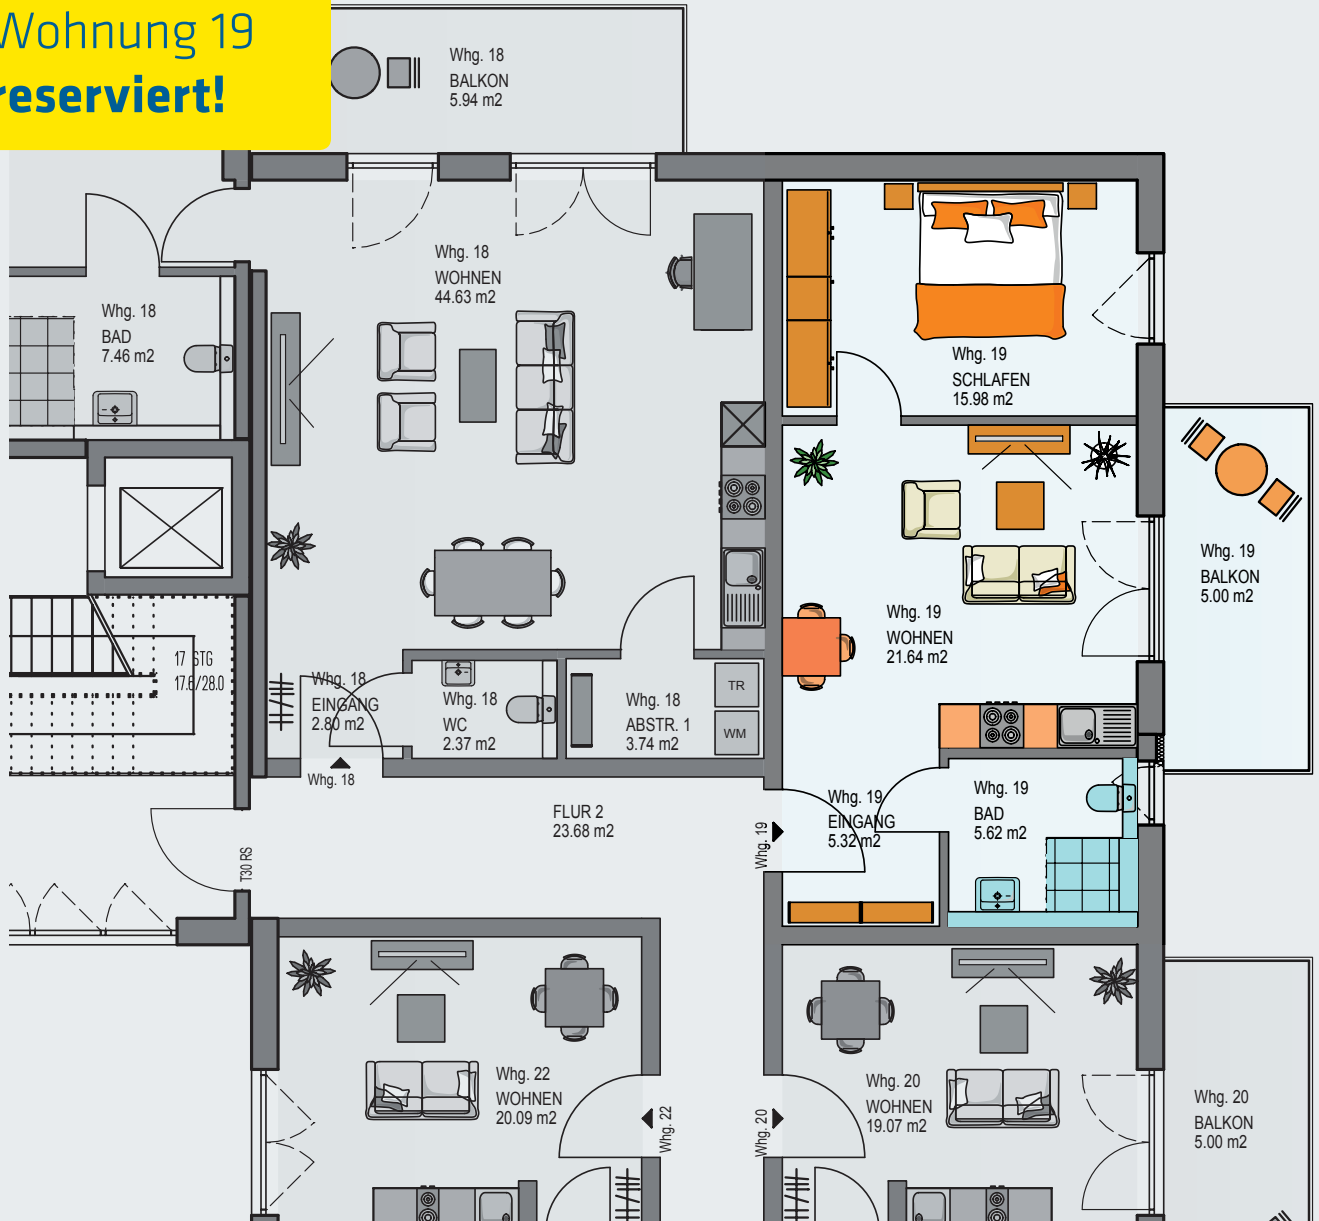 Wohnung 19
reserviert!
Whg. 18
BALKON
5.94 m2
Whg. 18
WOHNEN
44.63 m2
Whg. 18
BAD
7.46 m2
Whg. 19
SCHLAFEN
15.98 m2
Whg. 19
BALKON
5.00 m2
Whg. 19
WOHNEN
21.64 m2
17 STG
17.6/28.0
Whg. 18
EINGANG
2.80 m2
Whg. 18
WC
2.37 m2
Whg. 18
ABSTR. 1
3.74 m2
TR
WM
Whg. 18
FLUR 2
23.68 m2
Whg. 19
Whg. 19
EINGANG
5.32 m2
Whg. 19
BAD
5.62 m2
T30 RS
Whg. 22
WOHNEN
20.09 m2
Whg. 22
Whg. 20
Whg. 20
WOHNEN
19.07 m2
Whg. 20
BALKON
5.00 m2